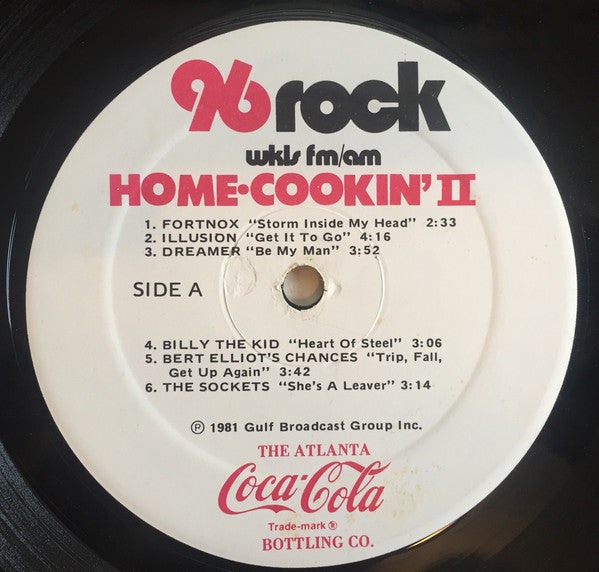 96 rock
wkls fm/am
HOME•COOKIN' II
1. FORTNOX "Storm Inside My Head" 2:33
2. ILLUSION "Get It To Go" 4:16
3. DREAMER "Be My Man" 3:52
SIDE A
4. BILLY THE KID "Heart Of Steel" 3:06
5. BERT ELLIOT'S CHANCES "Trip, Fall,
Get Up Again" 3:42
6. THE SOCKETS "She's A Leaver" 3:14
℗ 1981 Gulf Broadcast Group Inc.
THE ATLANTA
Coca-Cola
Trade-mark ®
BOTTLING CO.